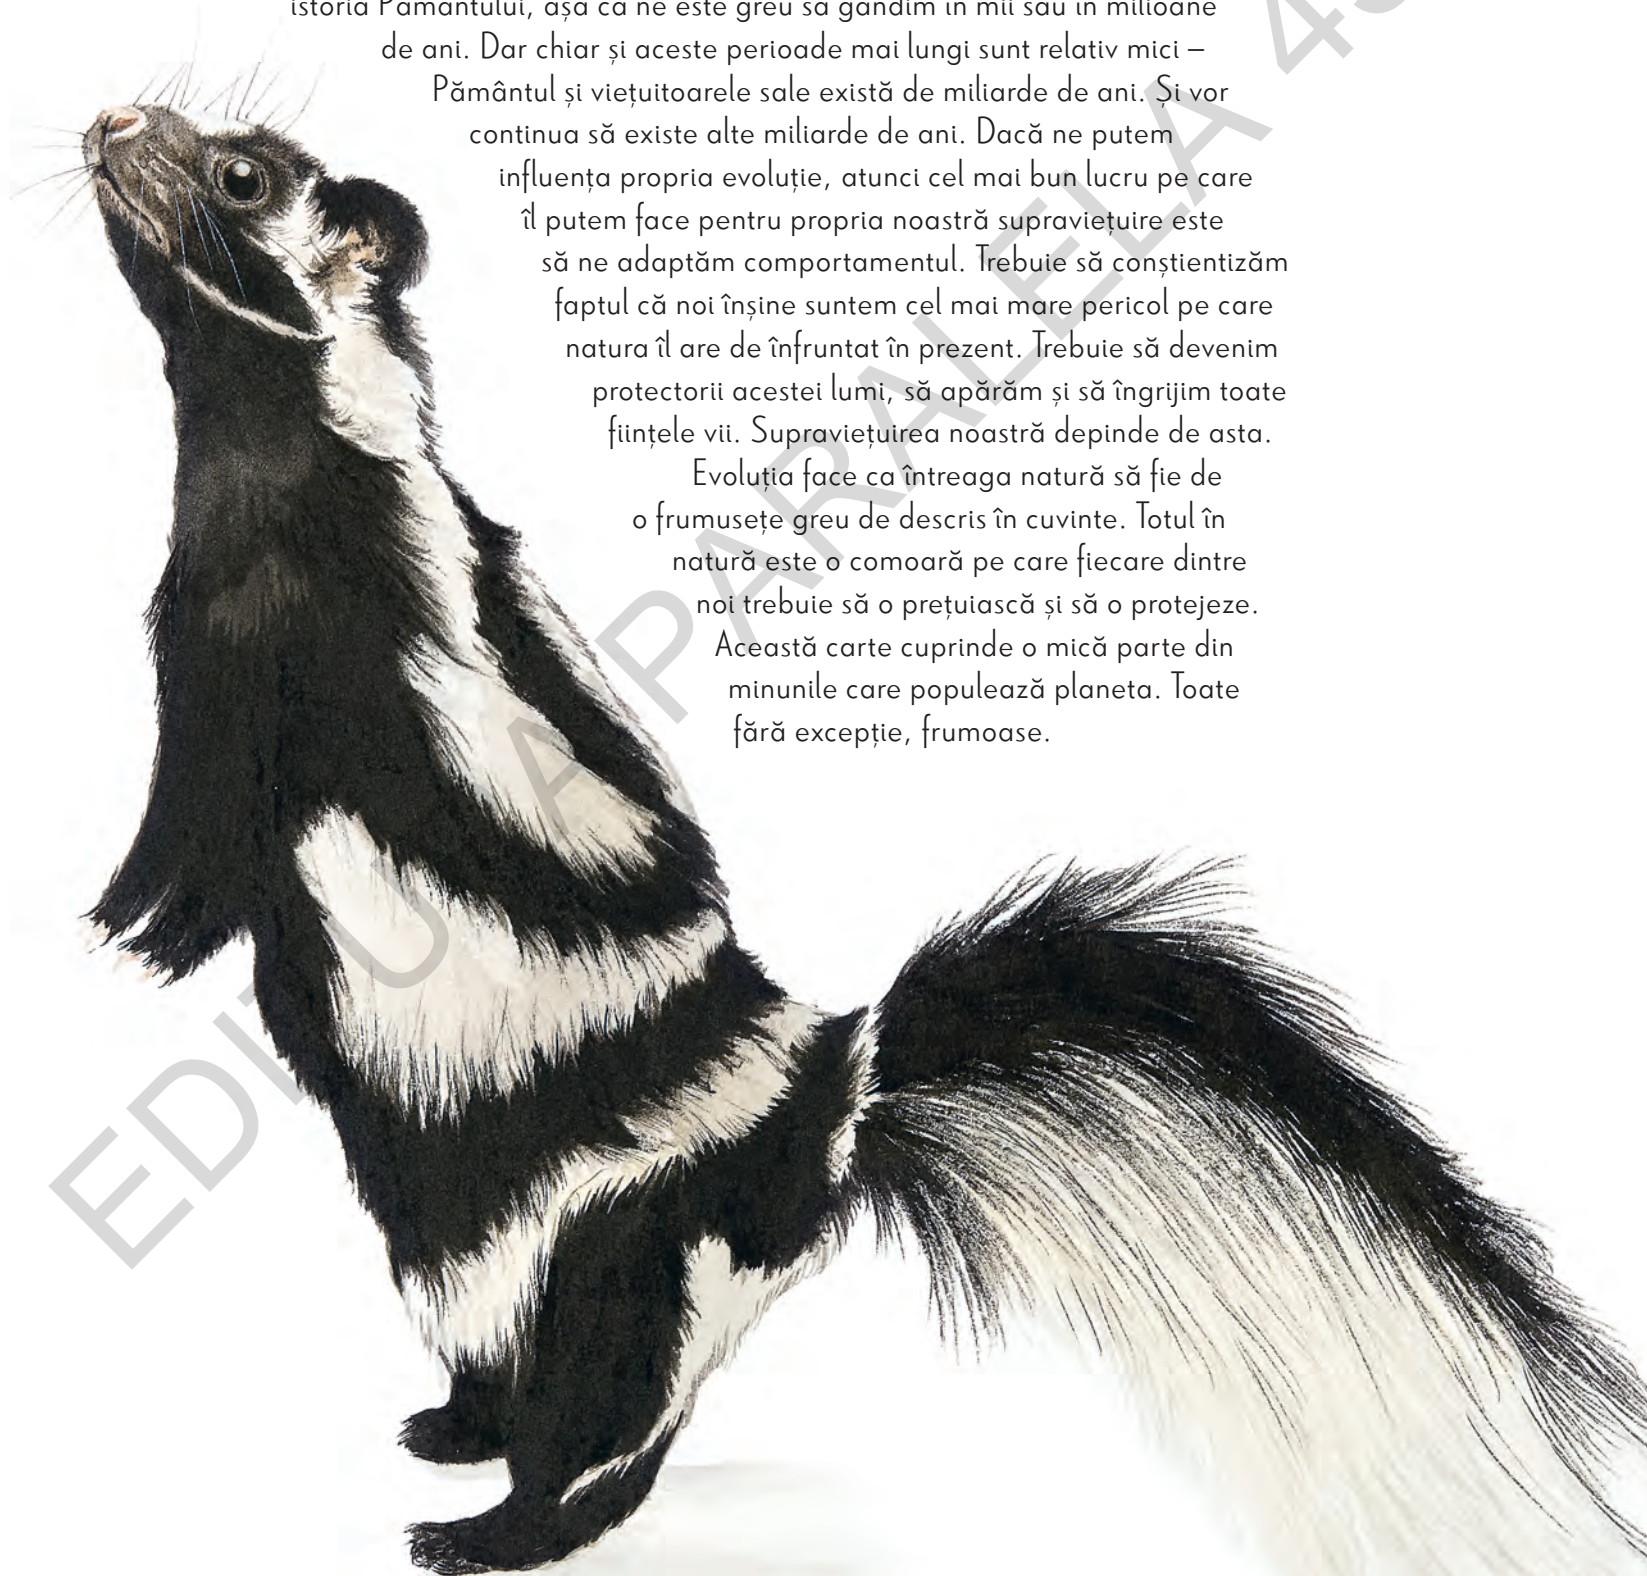 istoria Pământului, așa că ne este greu să gândim în mii sau în milioane
de ani. Dar chiar și aceste perioade mai lungi sunt relativ mici –
Pământul și viețuitoarele sale există de miliarde de ani. Și vor
continua să existe alte miliarde de ani. Dacă ne putem
influența propria evoluție, atunci cel mai bun lucru pe care
îl putem face pentru propria noastră supraviețuire este
să ne adaptăm comportamentul. Trebuie să conștientizăm
faptul că noi înșine suntem cel mai mare pericol pe care
natura îl are de înfruntat în prezent. Trebuie să devenim
protectorii acestei lumi, să apărăm și să îngrijim toate
ființele vii. Supraviețuirea noastră depinde de asta.
Evoluția face ca întreaga natură să fie de
o frumusețe greu de descris în cuvinte. Totul în
natură este o comoară pe care fiecare dintre
noi trebuie să o prețuiască și să o protejeze.
Această carte cuprinde o mică parte din
minunile care populează planeta. Toate
fără excepție, frumoase.
PARALELA